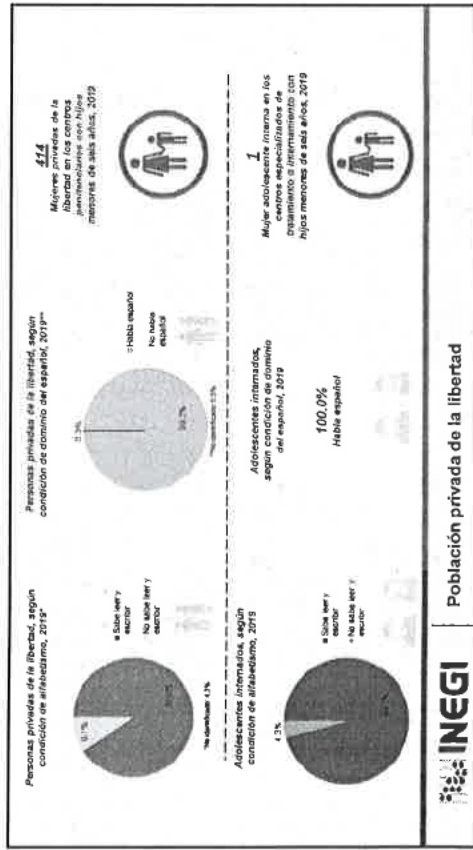 Personas privadas de la libertad, según
condición de alfabetismo, 2019*
Sabe leer y
escribir
No sabe leer y
escribir
*No identificado: 4.3%
Personas privadas de la libertad, según
condición de dominio del español, 2019**
Habla español
No habla
español
414
Mujeres privadas de la
libertad en los centros
penitenciarios con hijos
menores de seis años, 2019
Adolescentes internados, según
condición de alfabetismo, 2019
4.3%
Sabe leer y
escribir
No sabe leer y
escribir
Adolescentes internados,
según condición de dominio
del español, 2019
100.0%
Habla español
1
Mujer adolescente interna en los
centros especializados de
tratamiento o internamiento con
hijos menores de seis años, 2019
INEGI
Población privada de la libertad